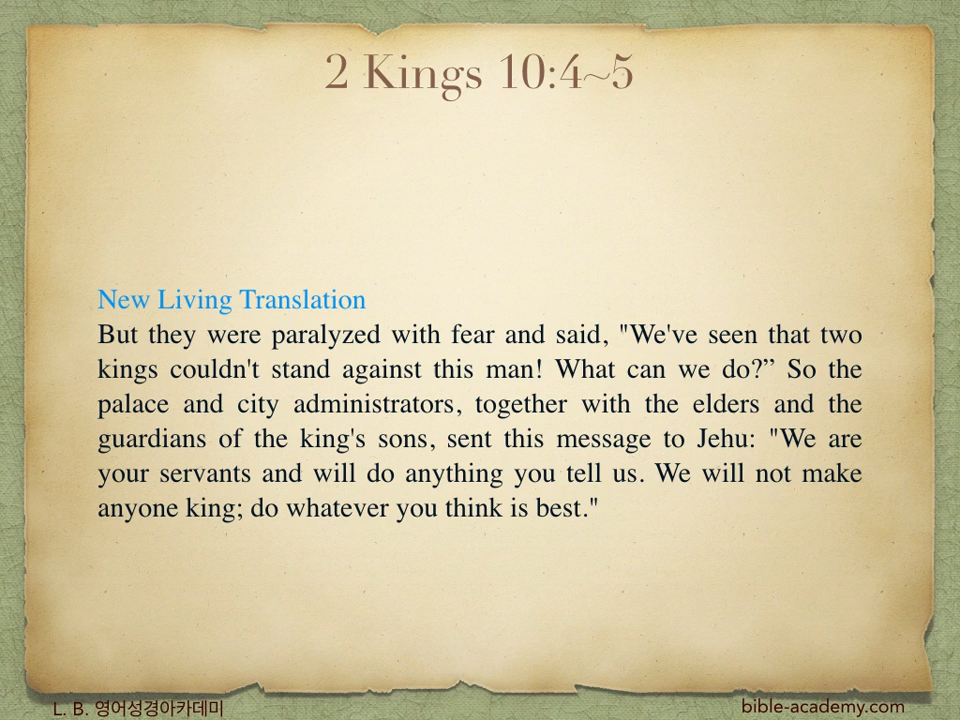 2 Kings 10:4~5
New Living Translation
But they were paralyzed with fear and said, "We've seen that two
kings couldn't stand against this man! What can we do?” So the
palace and city administrators, together with the elders and the
guardians of the king's sons, sent this message to Jehu: "We are
your servants and will do anything you tell us. We will not make
anyone king; do whatever you think is best."
L. B. 영어성경아카데미
bible-academy.com